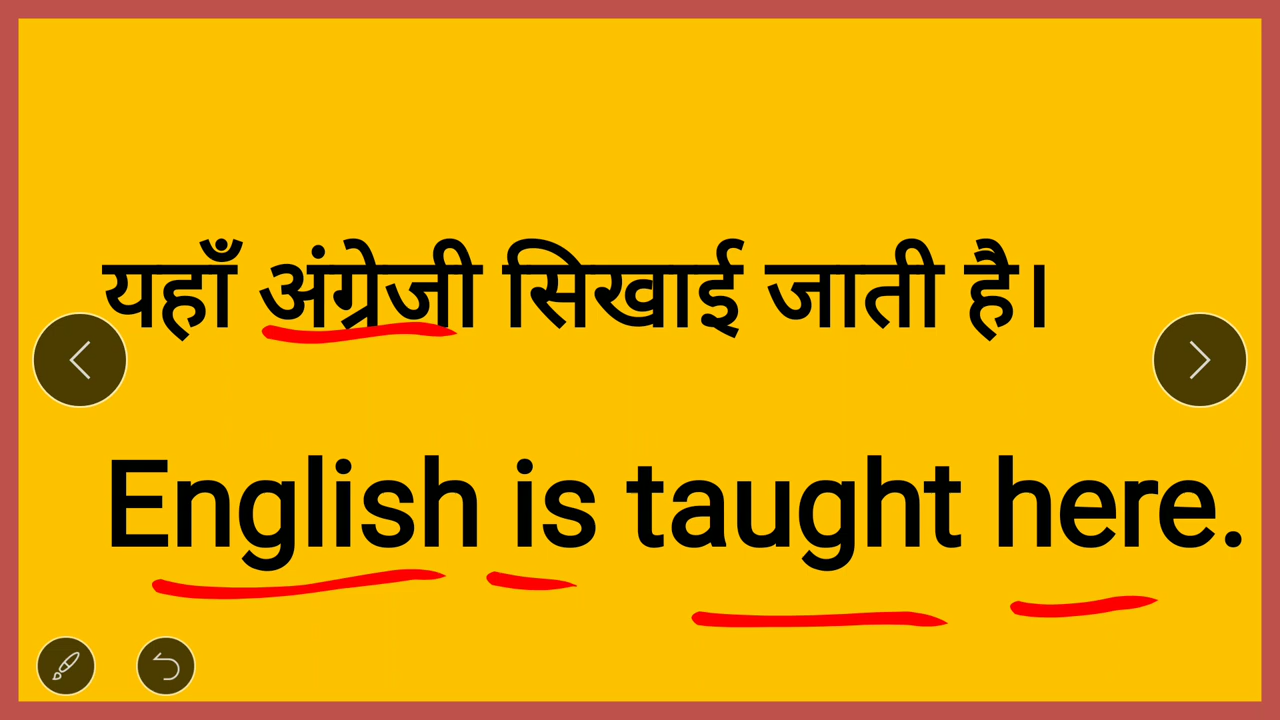 यहाँ अंग्रेजी सिखाई जाती है।
English is taught here.